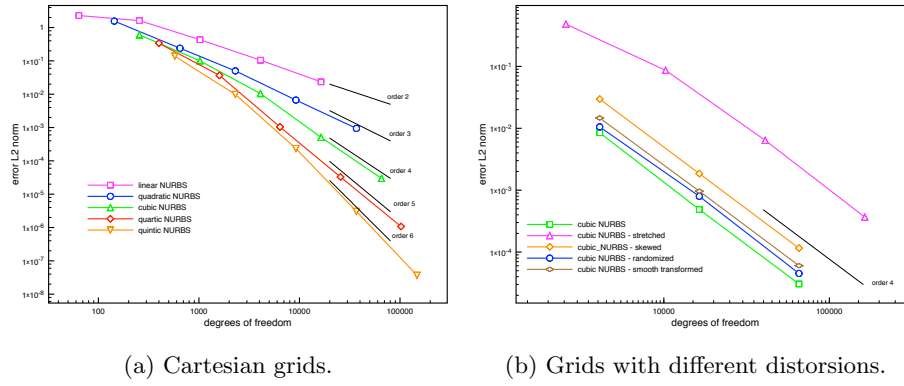 error L2 norm
1
1×10⁻¹
1×10⁻²
1×10⁻³
1×10⁻⁴
1×10⁻⁵
1×10⁻⁶
1×10⁻⁷
1×10⁻⁸
order 2
order 3
order 4
order 5
order 6
linear NURBS
quadratic NURBS
cubic NURBS
quartic NURBS
quintic NURBS
100
1000
10000
100000
degrees of freedom
(a) Cartesian grids.
error L2 norm
1×10⁻¹
1×10⁻²
1×10⁻³
1×10⁻⁴
cubic NURBS
cubic NURBS - stretched
cubic_NURBS - skewed
cubic NURBS - randomized
cubic NURBS - smooth transformed
order 4
10000
100000
degrees of freedom
(b) Grids with different distorsions.